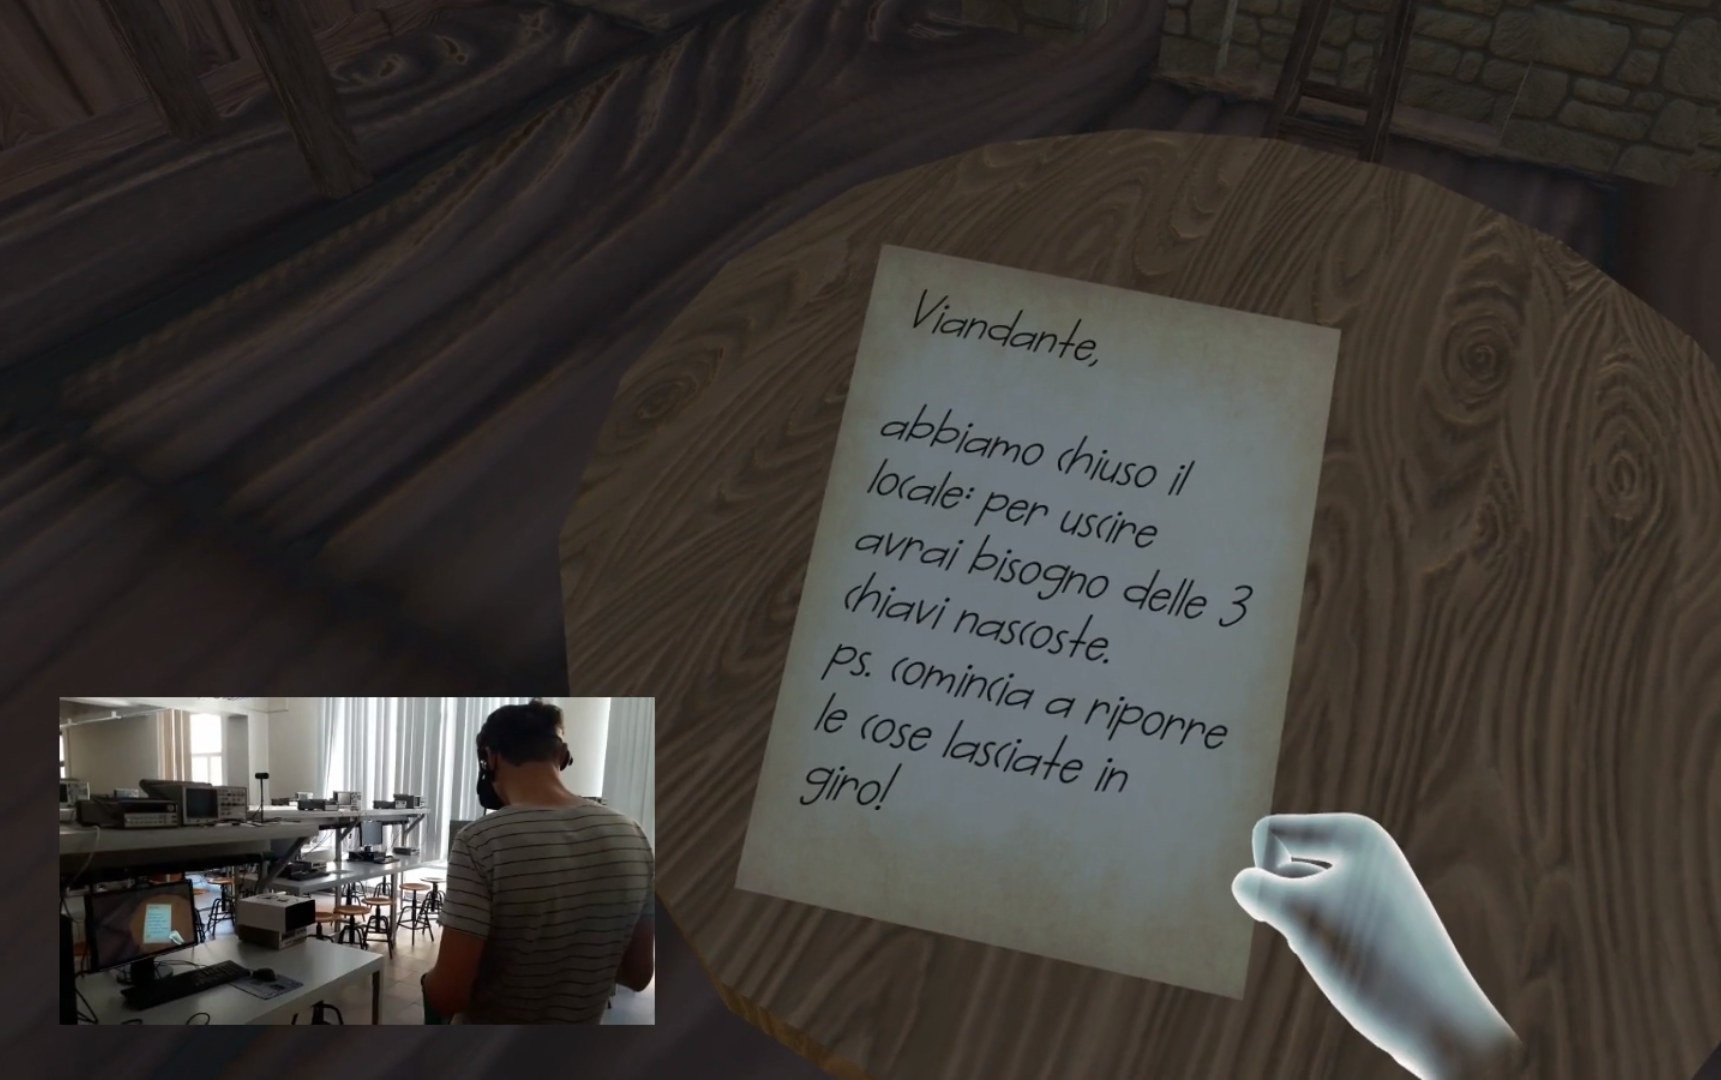 Viandante,
abbiamo chiuso il
locale: per uscire
avrai bisogno delle 3
chiavi nascoste.
ps. comincia a riporre
le cose lasciate in
giro!